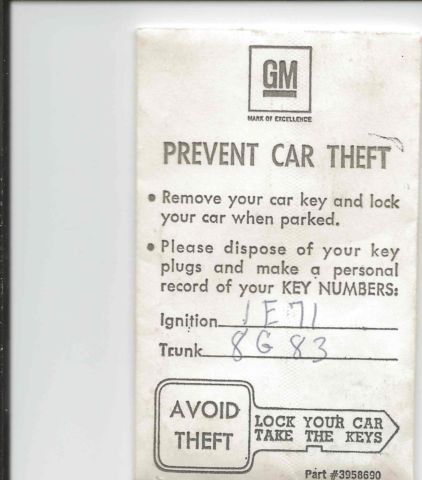 GM
MARK OF EXCELLENCE
PREVENT CAR THEFT
• Remove your car key and lock
your car when parked.
• Please dispose of your key
plugs and make a personal
record of your KEY NUMBERS:
Ignition 1E71
Trunk 8G83
AVOID
THEFT
LOCK YOUR CAR
TAKE THE KEYS
Part #3958690